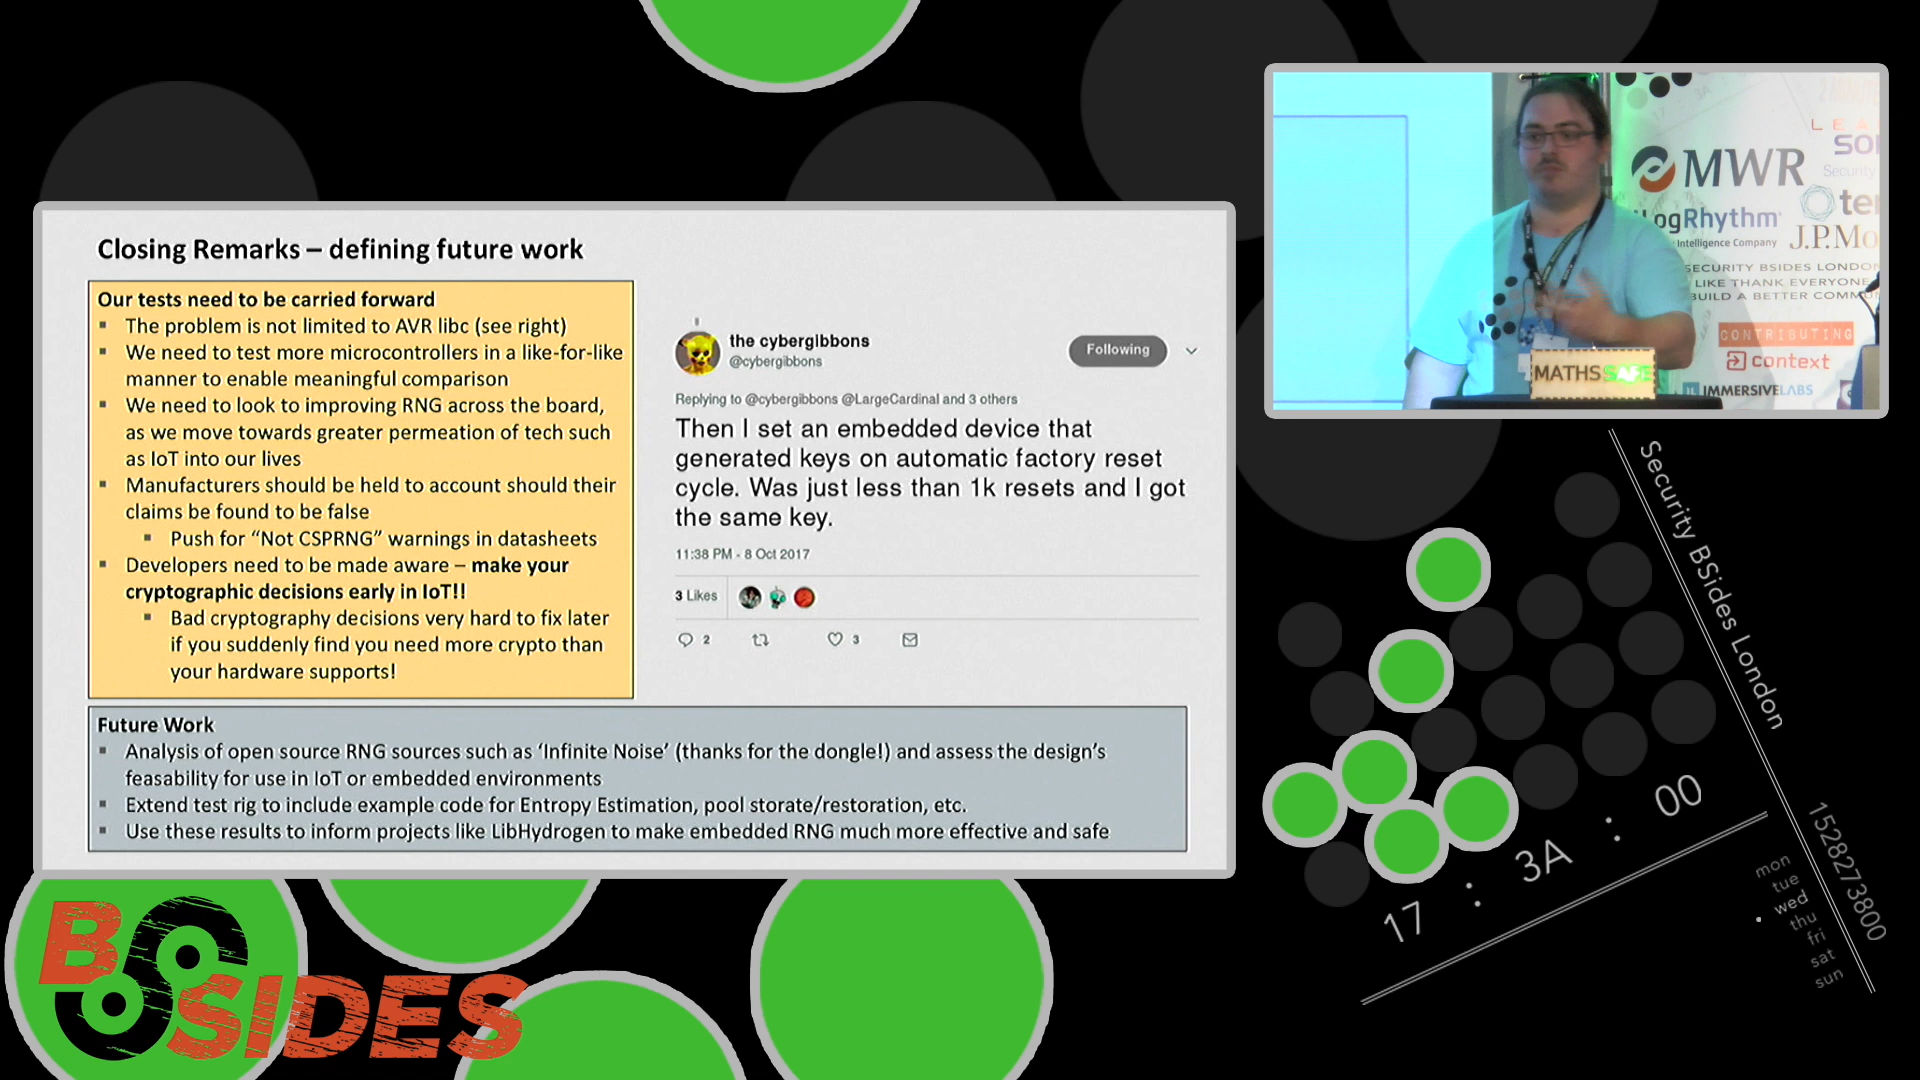 Closing Remarks – defining future work
Our tests need to be carried forward
▪ The problem is not limited to AVR libc (see right)
▪ We need to test more microcontrollers in a like-for-like
manner to enable meaningful comparison
▪ We need to look to improving RNG across the board,
as we move towards greater permeation of tech such
as IoT into our lives
▪ Manufacturers should be held to account should their
claims be found to be false
▪ Push for “Not CSPRNG” warnings in datasheets
▪ Developers need to be made aware – make your
cryptographic decisions early in IoT!!
▪ Bad cryptography decisions very hard to fix later
if you suddenly find you need more crypto than
your hardware supports!
the cybergibbons
@cybergibbons
Following
Replying to @cybergibbons @LargeCardinal and 3 others
Then I set an embedded device that
generated keys on automatic factory reset
cycle. Was just less than 1k resets and I got
the same key.
11:38 PM - 8 Oct 2017
3 Likes
2
3
Future Work
▪ Analysis of open source RNG sources such as ‘Infinite Noise’ (thanks for the dongle!) and assess the design’s
feasability for use in IoT or embedded environments
▪ Extend test rig to include example code for Entropy Estimation, pool storate/restoration, etc.
▪ Use these results to inform projects like LibHydrogen to make embedded RNG much more effective and safe
MWR
Security
LogRhythm
Intelligence Company
J.P.Mo
SECURITY BSIDES LONDON
LIKE THANK EVERYONE
BUILD A BETTER COMMU
CONTRIBUTING
context
IMMERSIVELABS
MATHS SAFE
Security BSides London
17 : 3A : 00
1528273800
mon
tue
wed
thu
fri
sat
sun
BSIDES